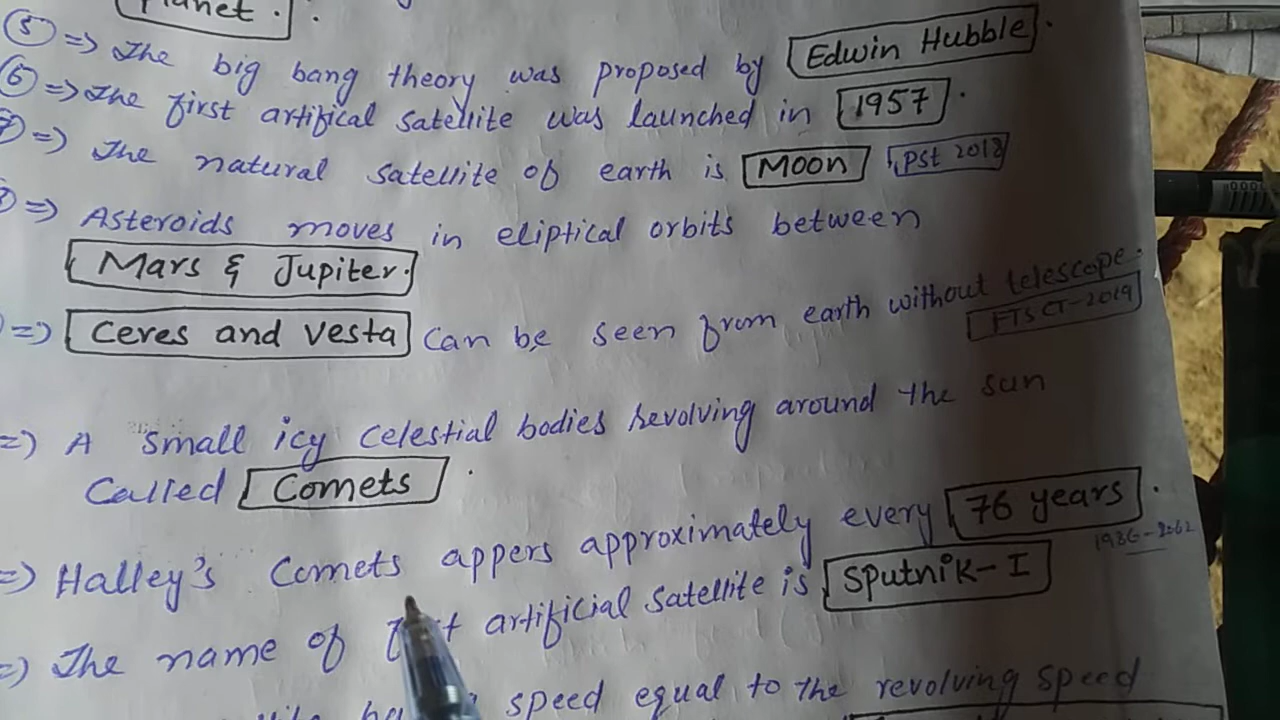 Planet.
(5) => The big bang theory was proposed by Edwin Hubble.
(6) => The first artifical satellite was launched in 1957.
=> The natural satellite of earth is Moon PSt 2018
=> Asteroids moves in eliptical orbits between
Mars & Jupiter.
=> Ceres and Vesta can be seen from earth without telescope.
FTSCT-2019
=> A small icy celestial bodies revolving around the sun
Called Comets.
=> Halley's Comets appers approximately every 76 years.
1986-2062
=> The name of artificial satellite is Sputnik-I
speed equal to the revolving speed